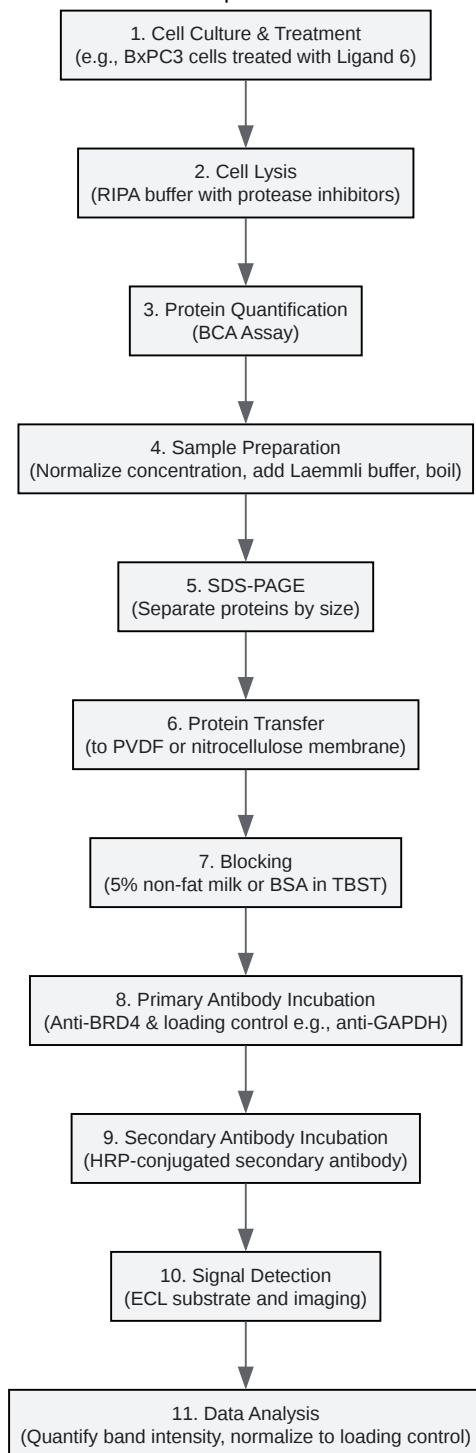 1. Cell Culture & Treatment
(e.g., BxPC3 cells treated with Ligand 6)
2. Cell Lysis
(RIPA buffer with protease inhibitors)
3. Protein Quantification
(BCA Assay)
4. Sample Preparation
(Normalize concentration, add Laemmli buffer, boil)
5. SDS-PAGE
(Separate proteins by size)
6. Protein Transfer
(to PVDF or nitrocellulose membrane)
7. Blocking
(5% non-fat milk or BSA in TBST)
8. Primary Antibody Incubation
(Anti-BRD4 & loading control e.g., anti-GAPDH)
9. Secondary Antibody Incubation
(HRP-conjugated secondary antibody)
10. Signal Detection
(ECL substrate and imaging)
11. Data Analysis
(Quantify band intensity, normalize to loading control)